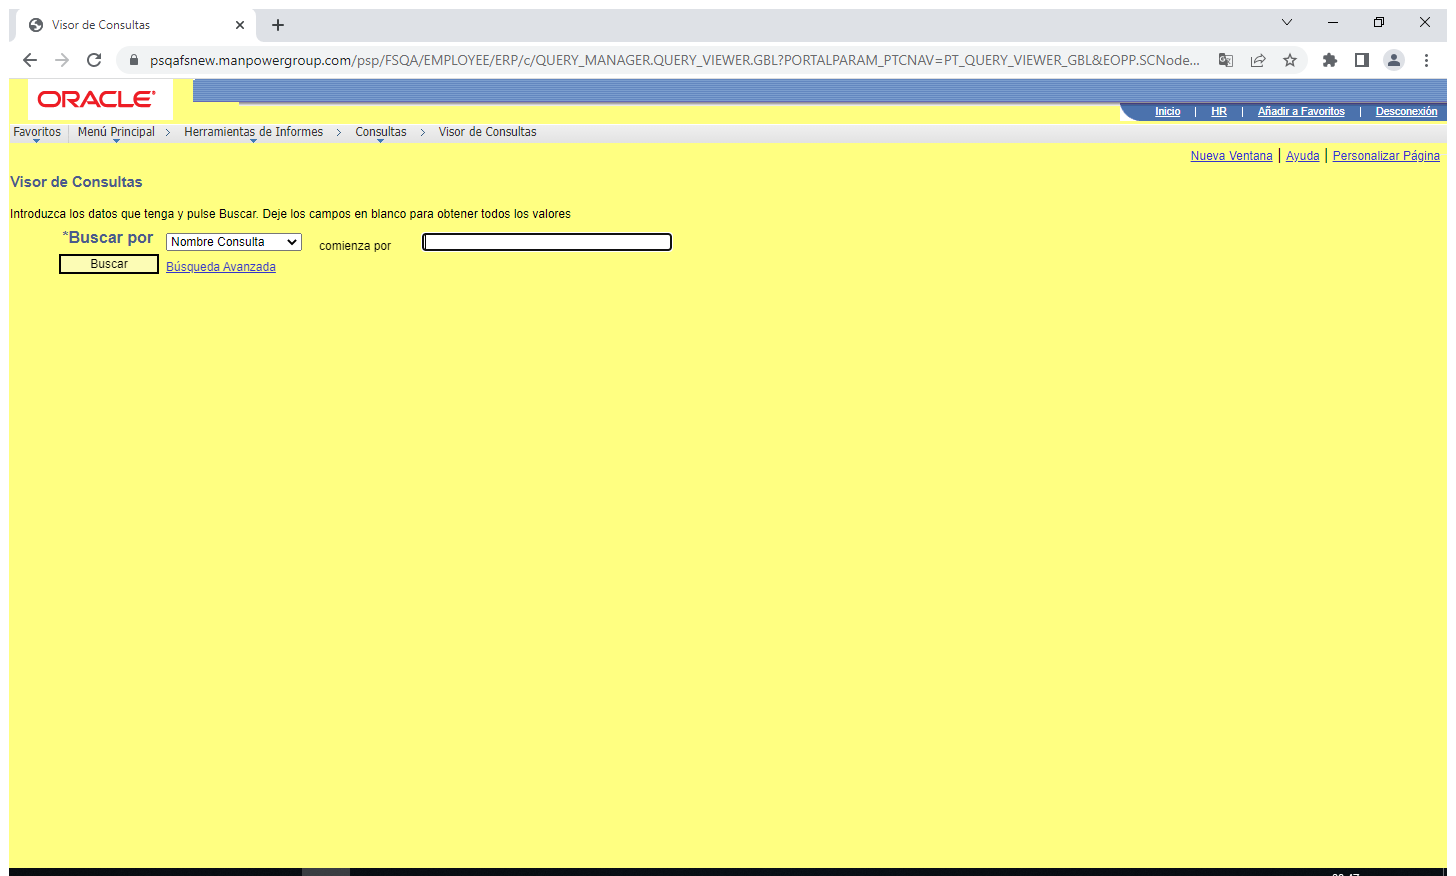 Visor de Consultas
psqafsnew.manpowergroup.com/psp/FSQA/EMPLOYEE/ERP/c/QUERY_MANAGER.QUERY_VIEWER.GBL?PORTALPARAM_PTCNAV=PT_QUERY_VIEWER_GBL&EOPP.SCNode...
ORACLE
Inicio | HR | Añadir a Favoritos | Desconexión
Favoritos Menú Principal > Herramientas de Informes > Consultas > Visor de Consultas
Nueva Ventana | Ayuda | Personalizar Página
Visor de Consultas
Introduzca los datos que tenga y pulse Buscar. Deje los campos en blanco para obtener todos los valores
*Buscar por Nombre Consulta comienza por
Buscar Búsqueda Avanzada